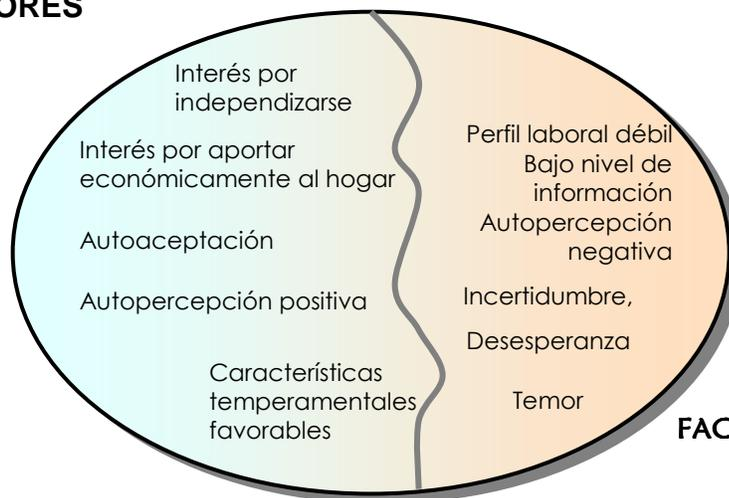 ORES
Interés por
independizarse
Interés por aportar
económicamente al hogar
Autoaceptación
Autopercepción positiva
Características
temperamentales
favorables
Perfil laboral débil
Bajo nivel de
información
Autopercepción
negativa
Incertidumbre,
Desesperanza
Temor
FAC